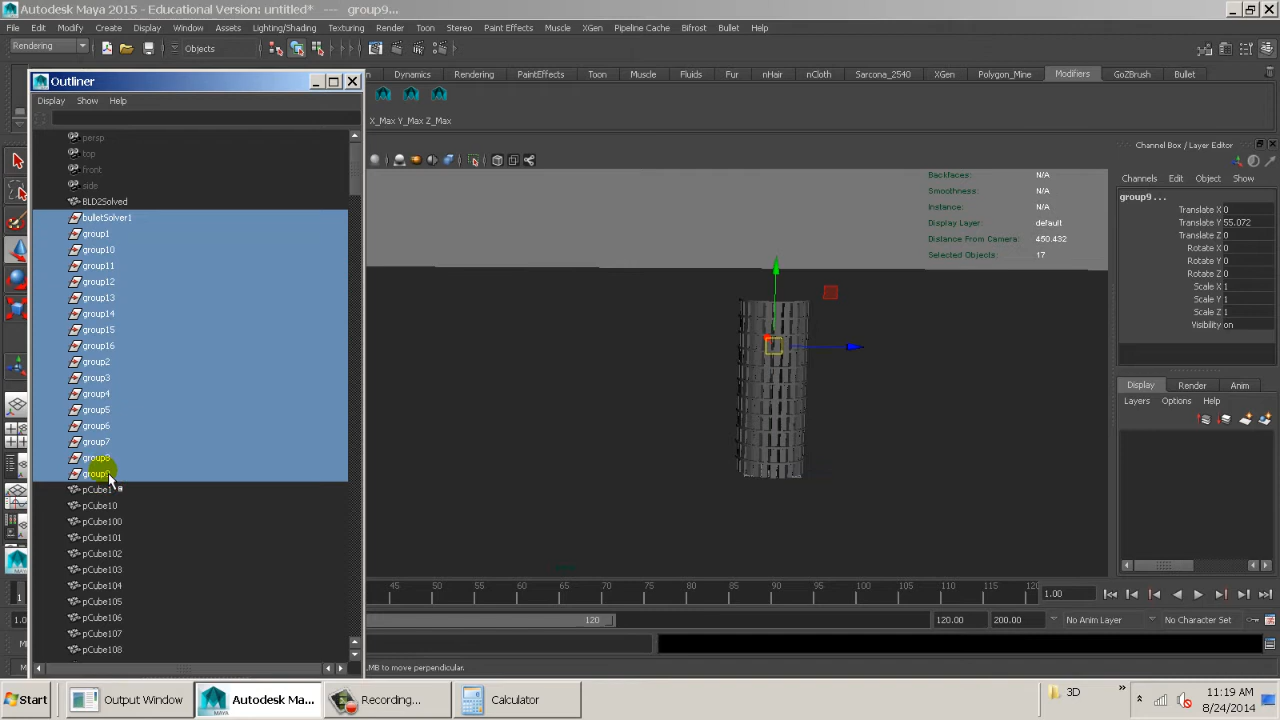 Autodesk Maya 2015 - Educational Version: untitled* --- group9...
File Edit Modify Create Display Window Assets Lighting/Shading Texturing Render Toon Stereo Paint Effects Muscle XGen Pipeline Cache Bifrost Bullet Help
Rendering Objects
Outliner
Dynamics Rendering PaintEffects Toon Muscle Fluids Fur nHair nCloth Sarcona_2540 XGen Polygon_Mine Modifiers GoZBrush Bullet
Display Show Help
X_Max Y_Max Z_Max
persp
top
front
side
BLD2Solved
bulletSolver1
group1
group10
group11
group12
group13
group14
group15
group16
group2
group3
group4
group5
group6
group7
group8
group9
pCube1
pCube10
pCube100
pCube101
pCube102
pCube103
pCube104
pCube105
pCube106
pCube107
pCube108
Backfaces: N/A
Smoothness: N/A
Instance: N/A
Display Layer: default
Distance From Camera: 450.432
Selected Objects: 17
Channel Box / Layer Editor
Channels Edit Object Show
group9...
Translate X 0
Translate Y 55.072
Translate Z 0
Rotate X 0
Rotate Y 0
Rotate Z 0
Scale X 1
Scale Y 1
Scale Z 1
Visibility on
Display Render Anim
Layers Options Help
45 50 55 60 65 70 75 80 85 90 95 100 105 110 115 120
1 1.00
1.0 120 120.00 200.00 No Anim Layer No Character Set
LMB to move perpendicular.
Start Output Window Autodesk Ma... Recording... Calculator 3D 11:19 AM
8/24/2014